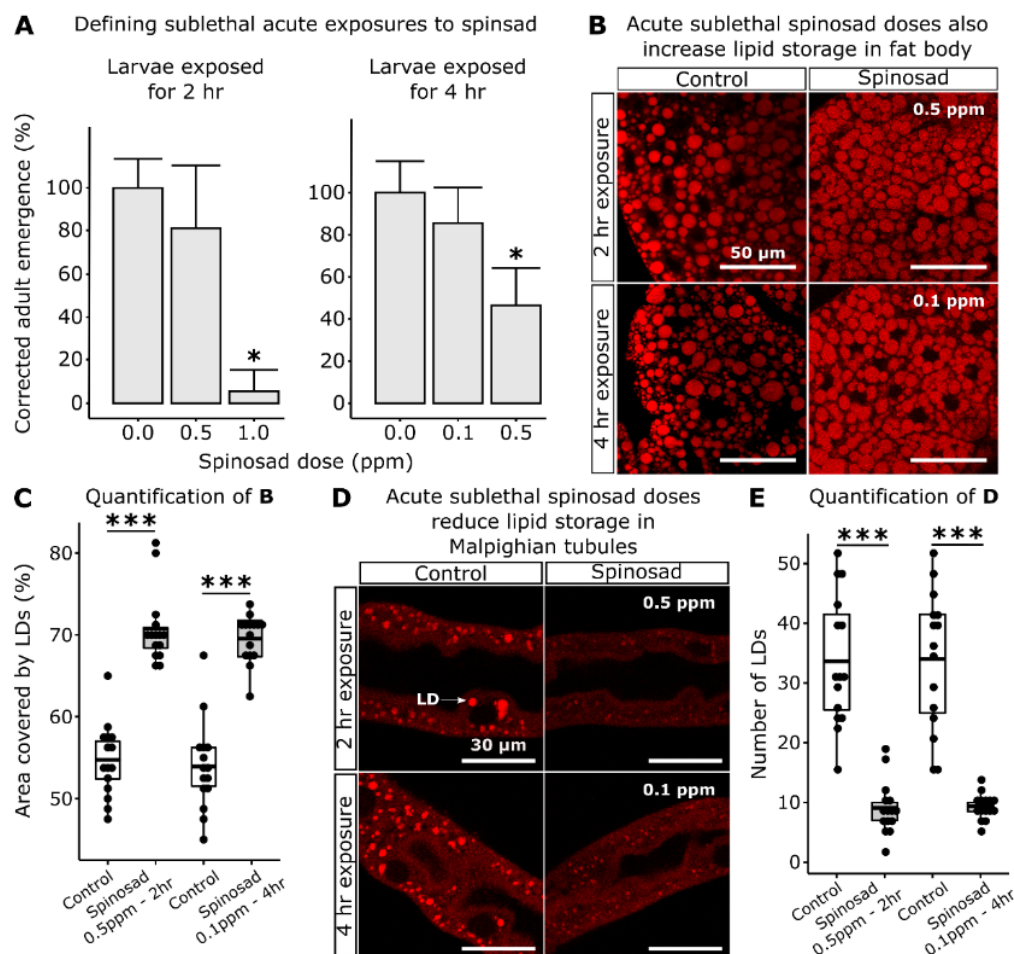 A
Defining sublethal acute exposures to spinsad
Larvae exposed
for 2 hr
Larvae exposed
for 4 hr
Corrected adult emergence (%)
100
80
60
40
20
0
*
0.0 0.5 1.0
100
80
60
40
20
0
*
0.0 0.1 0.5
Spinosad dose (ppm)
B
Acute sublethal spinosad doses also
increase lipid storage in fat body
Control
Spinosad
2 hr exposure
50 µm
0.5 ppm
4 hr exposure
0.1 ppm
C
Quantification of B
Area covered by LDs (%)
80
70
60
50
***
***
Control
Spinosad
0.5ppm - 2hr
Control
Spinosad
0.1ppm - 4hr
D
Acute sublethal spinosad doses
reduce lipid storage in
Malpighian tubules
Control
Spinosad
2 hr exposure
LD
30 µm
0.5 ppm
4 hr exposure
0.1 ppm
E
Quantification of D
Number of LDs
50
40
30
20
10
0
***
***
Control
Spinosad
0.5ppm - 2hr
Control
Spinosad
0.1ppm - 4hr